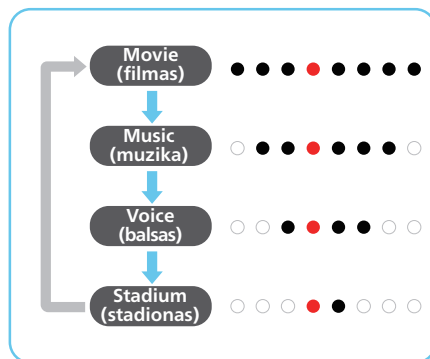 Movie
(filmas)
Music
(muzika)
Voice
(balsas)
Stadium
(stadionas)